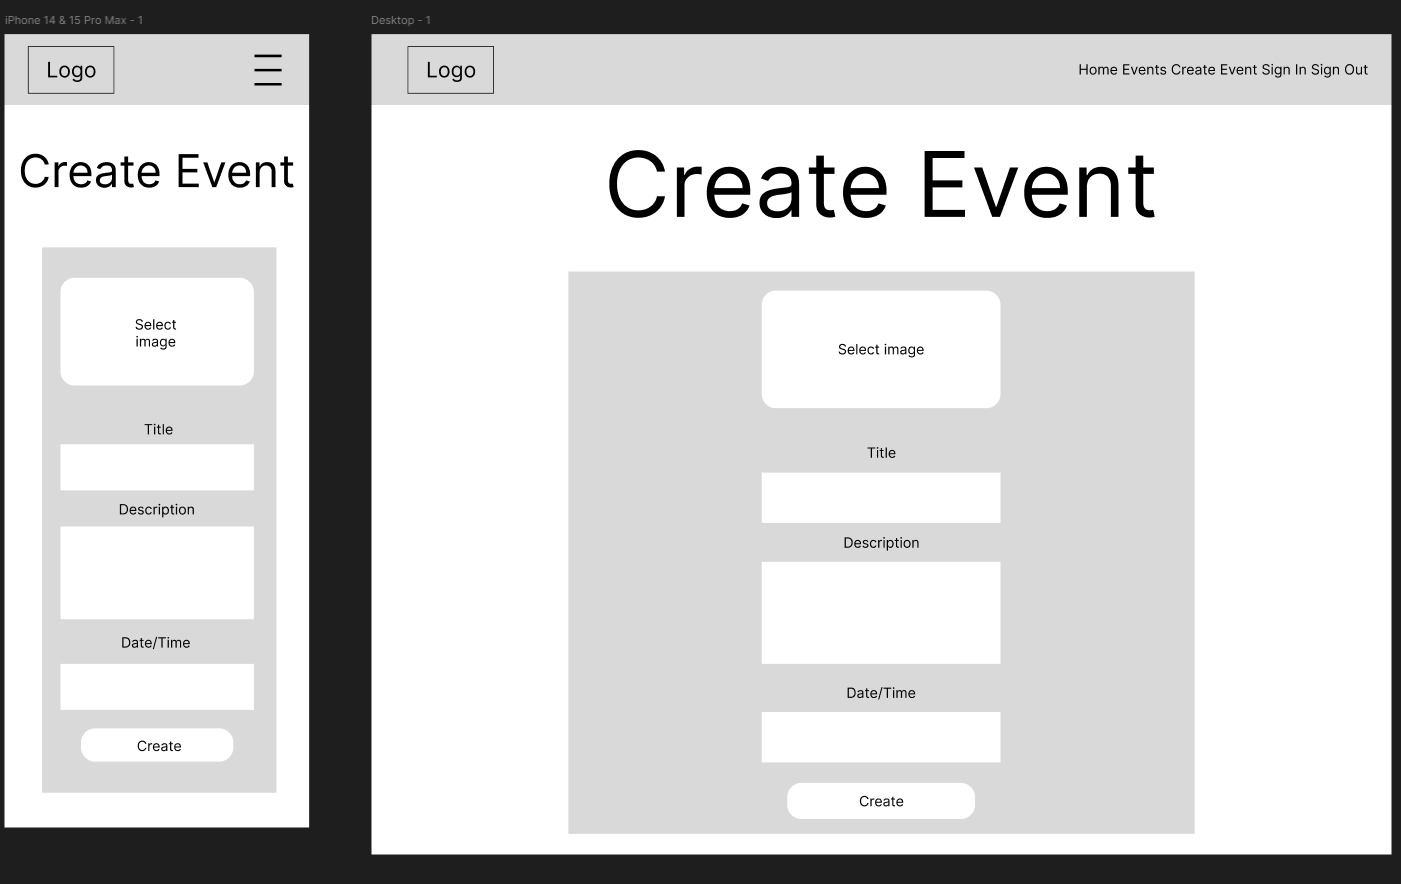 iPhone 14 & 15 Pro Max - 1
Logo
Create Event
Select
image
Title
Description
Date/Time
Create
Desktop - 1
Logo
Home Events Create Event Sign In Sign Out
Create Event
Select image
Title
Description
Date/Time
Create